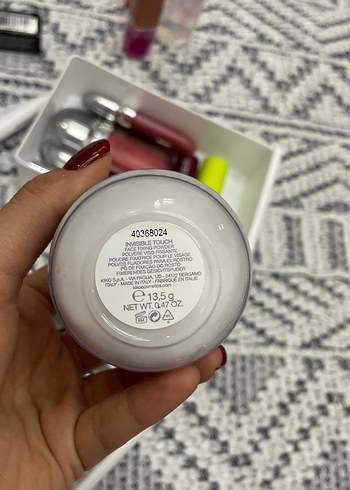 40368024
INVISIBLE TOUCH
FACE FIXING POWDER
POLVERE VISO FISSANTE
POUDRE FIXATRICE POUR LE VISAGE
POLVOS FIJADORES PARA EL ROSTRO
PÓ DE FIXAÇÃO DO ROSTO
FIXIERENDES GESICHTSPUDER
KIKO S.p.A. - VIA PAGLIA, 1/D - 24122 BERGAMO
ITALY - MADE IN ITALY - FABRIQUÉ EN ITALIE
kikocosmetics.com
℮ 13,5 g
NET WT. 0.47 OZ.